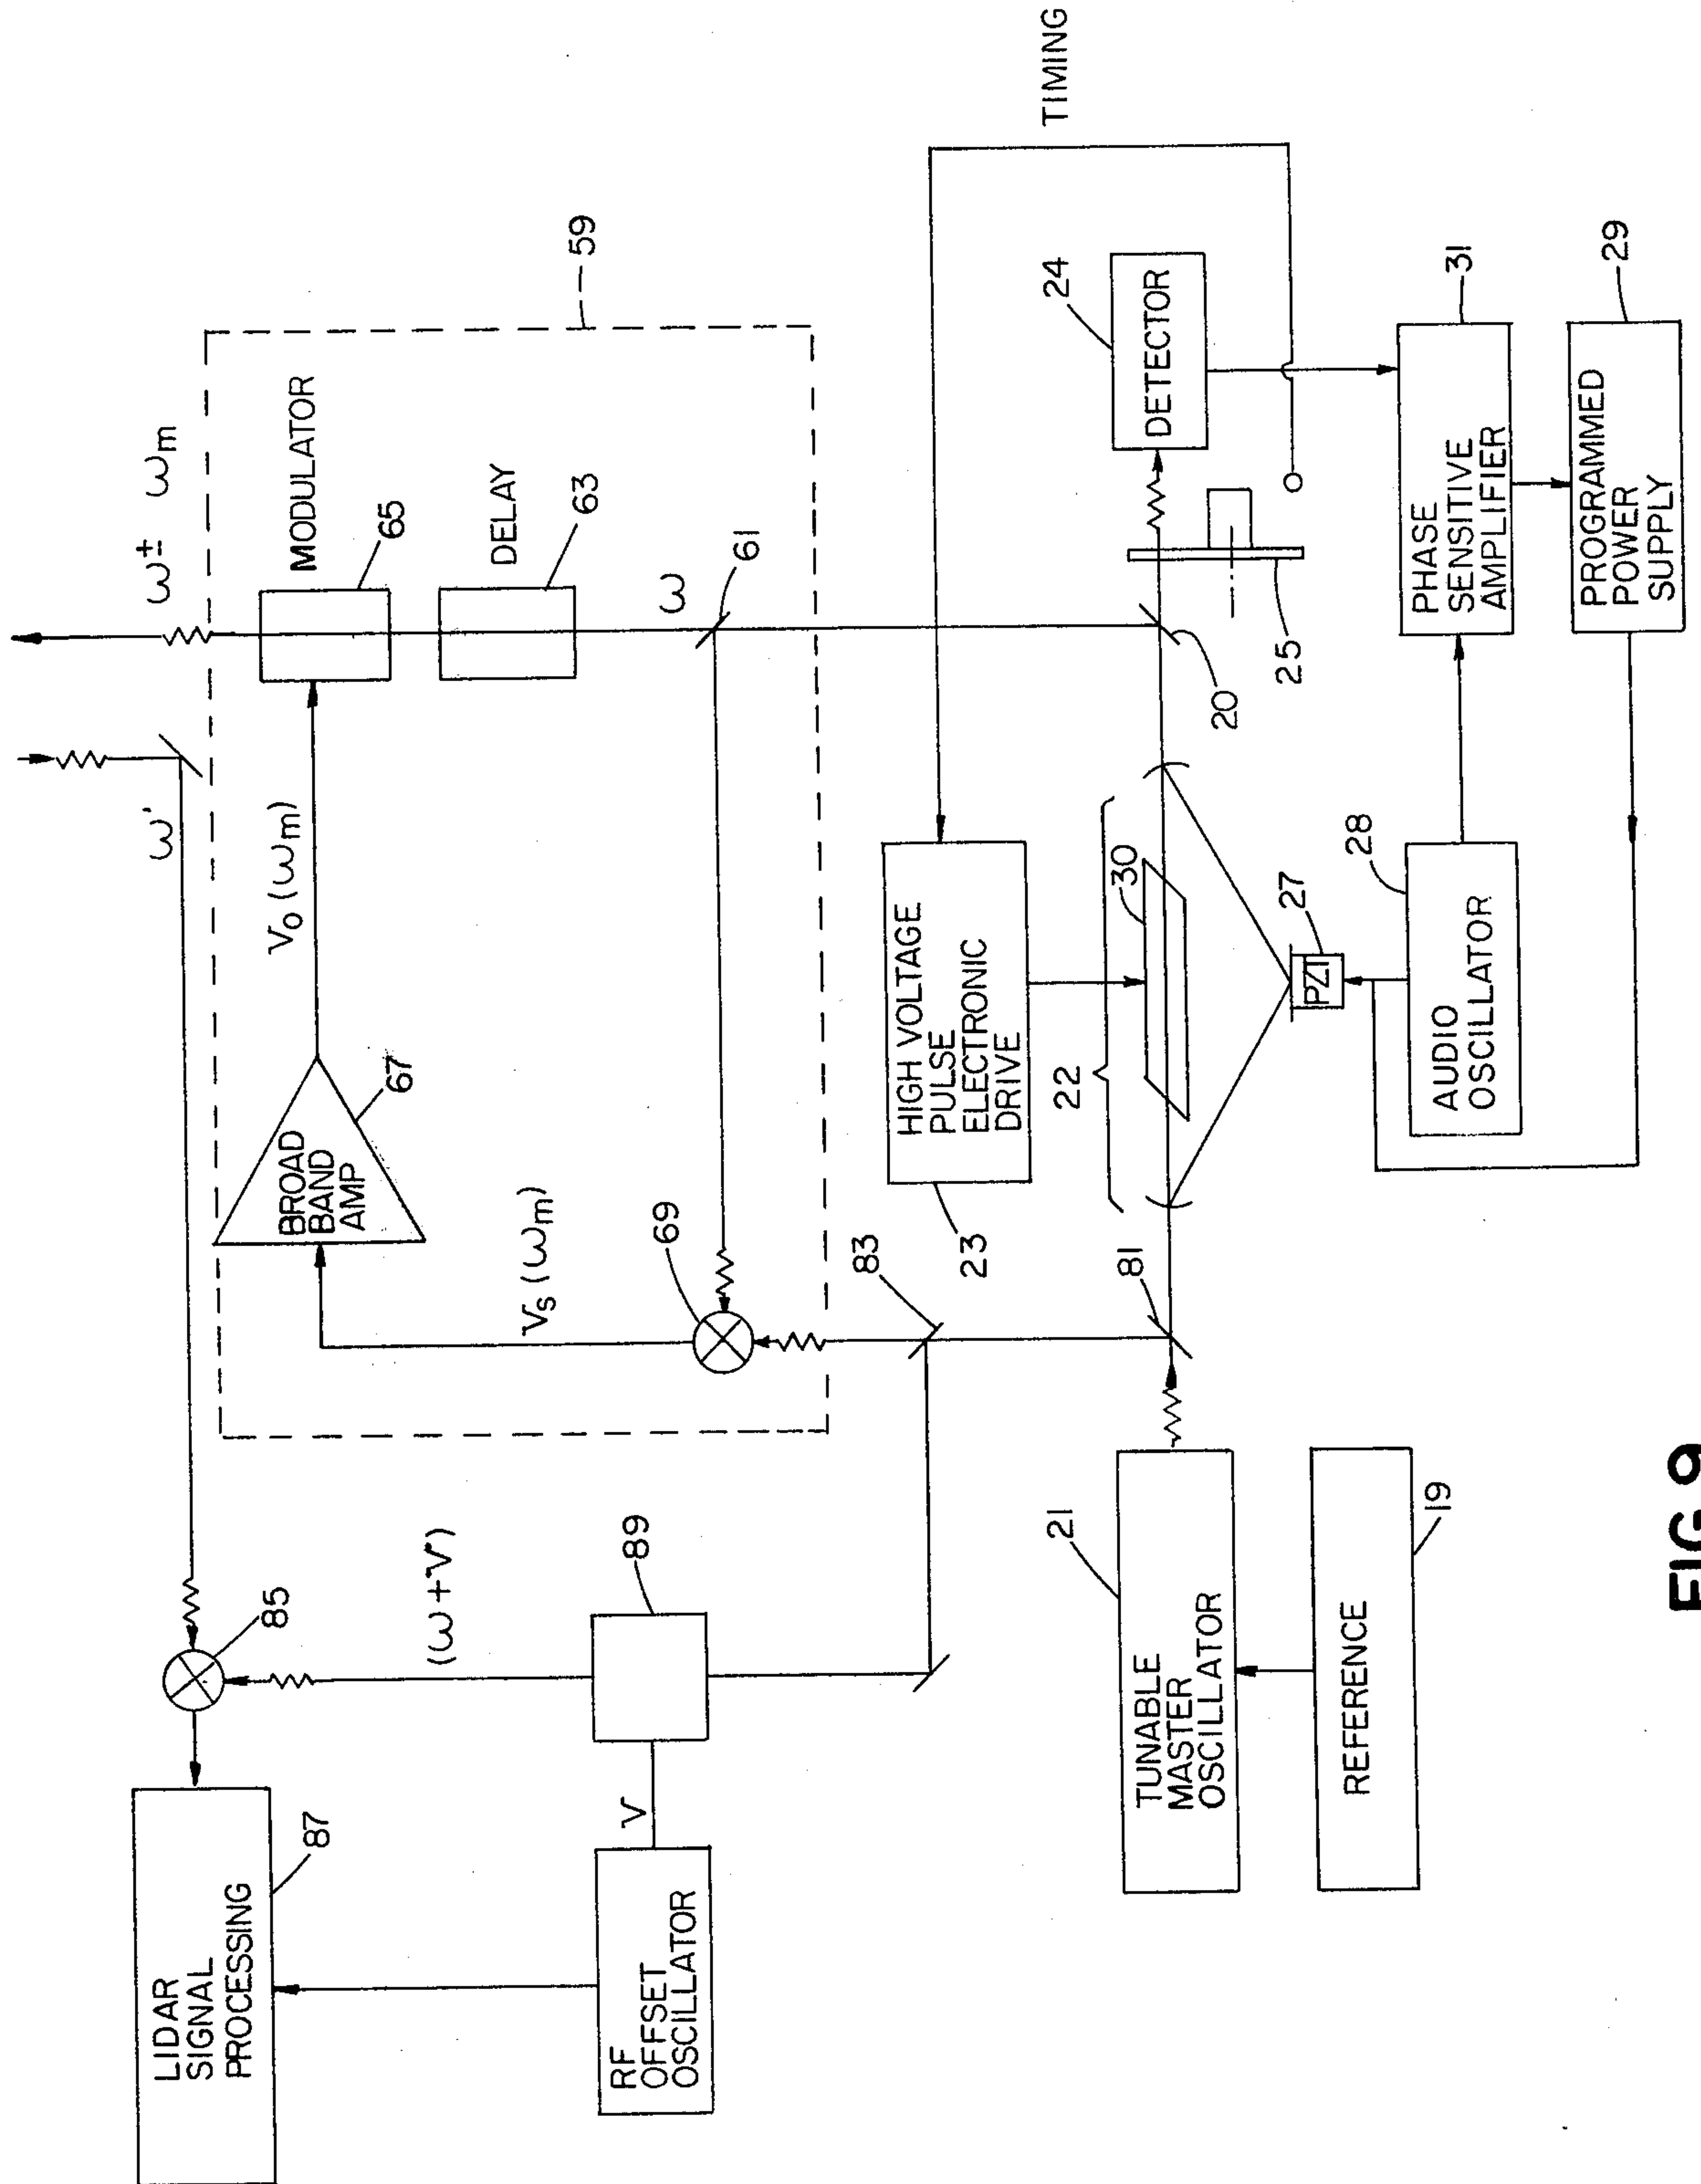 LIDAR
SIGNAL
PROCESSING
87
85
ω'
ω± ωm
RF
OFFSET
OSCILLATOR
ν
89
(ω+ν)
BROAD
BAND
AMP
67
Vo (ωm)
Vs (ωm)
69
MODULATOR
65
DELAY
63
ω
61
59
83
81
TUNABLE
MASTER
OSCILLATOR
21
REFERENCE
19
HIGH VOLTAGE
PULSE
ELECTRONIC
DRIVE
23
22
30
PZT
27
AUDIO
OSCILLATOR
28
20
25
DETECTOR
24
TIMING
PHASE
SENSITIVE
AMPLIFIER
31
PROGRAMMED
POWER
SUPPLY
29
FIG 9